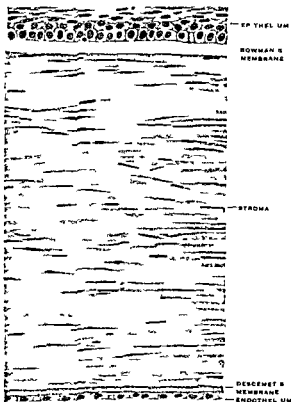 EPITHELIUM
BOWMAN'S
MEMBRANE
STROMA
DESCEMET'S
MEMBRANE
ENDOTHELIUM